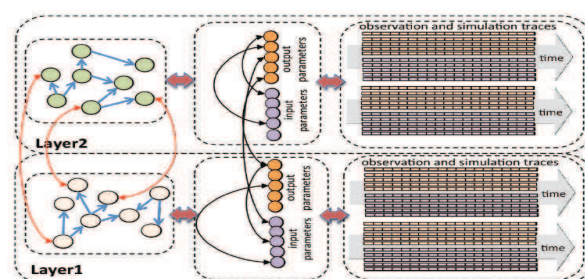 observation and simulation traces
output
parameters
time
input
parameters
time
Layer2
observation and simulation traces
output
parameters
time
input
parameters
time
Layer1